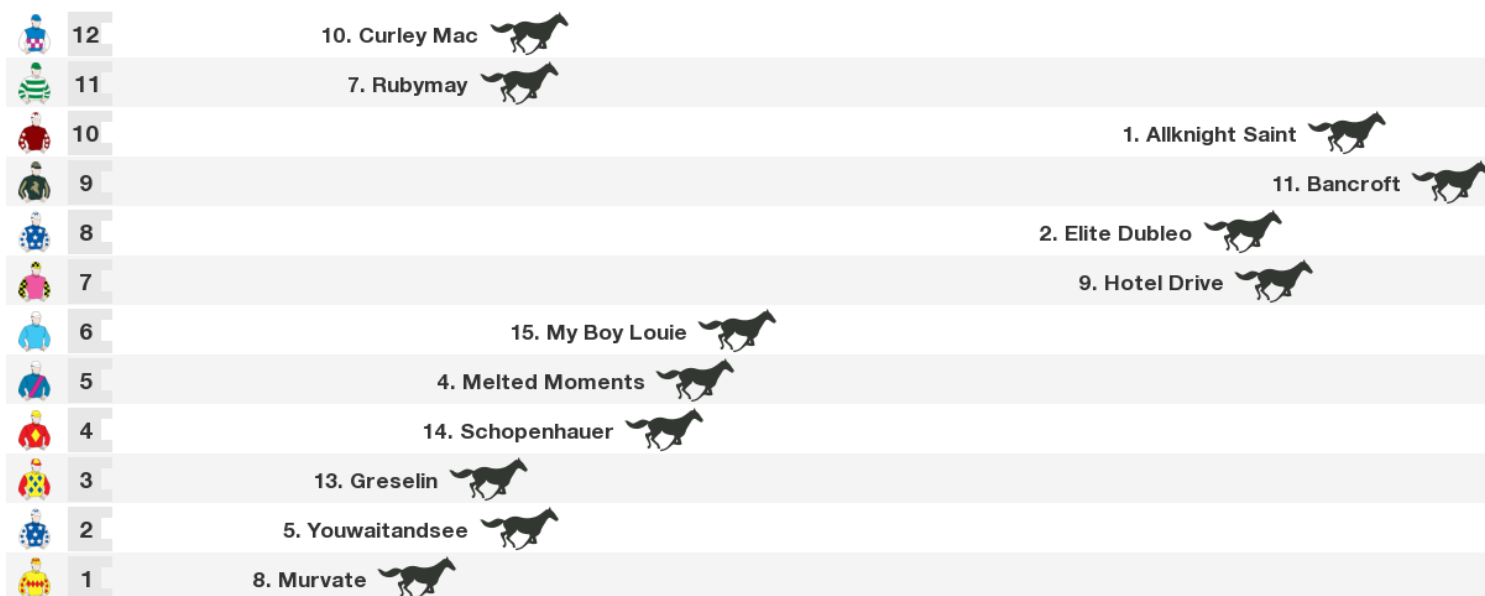 12 10. Curley Mac
11 7. Rubymay
10 1. Allknight Saint
9 11. Bancroft
8 2. Elite Dubleo
7 9. Hotel Drive
6 15. My Boy Louie
5 4. Melted Moments
4 14. Schopenhauer
3 13. Greselin
2 5. Youwaitandsee
1 8. Murvate